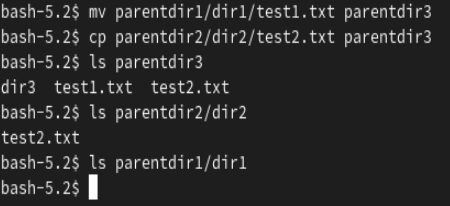 bash-5.2$ mv parentdir1/dir1/test1.txt parentdir3
bash-5.2$ cp parentdir2/dir2/test2.txt parentdir3
bash-5.2$ ls parentdir3
dir3  test1.txt  test2.txt
bash-5.2$ ls parentdir2/dir2
test2.txt
bash-5.2$ ls parentdir1/dir1
bash-5.2$